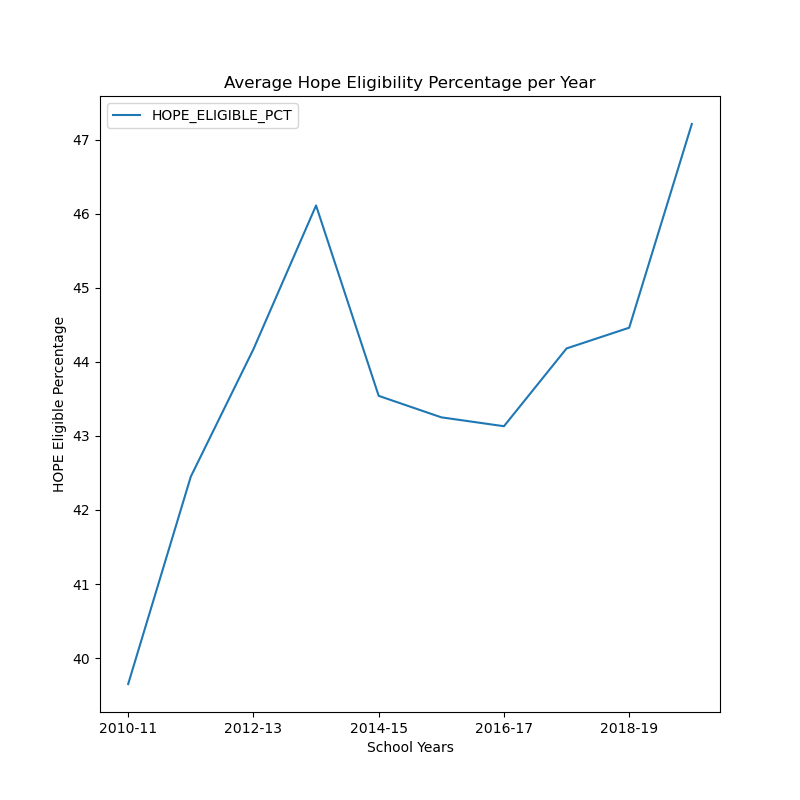 Average Hope Eligibility Percentage per Year
HOPE_ELIGIBLE_PCT
47
46
45
44
43
42
41
40
HOPE Eligible Percentage
2010-11 2012-13 2014-15 2016-17 2018-19
School Years